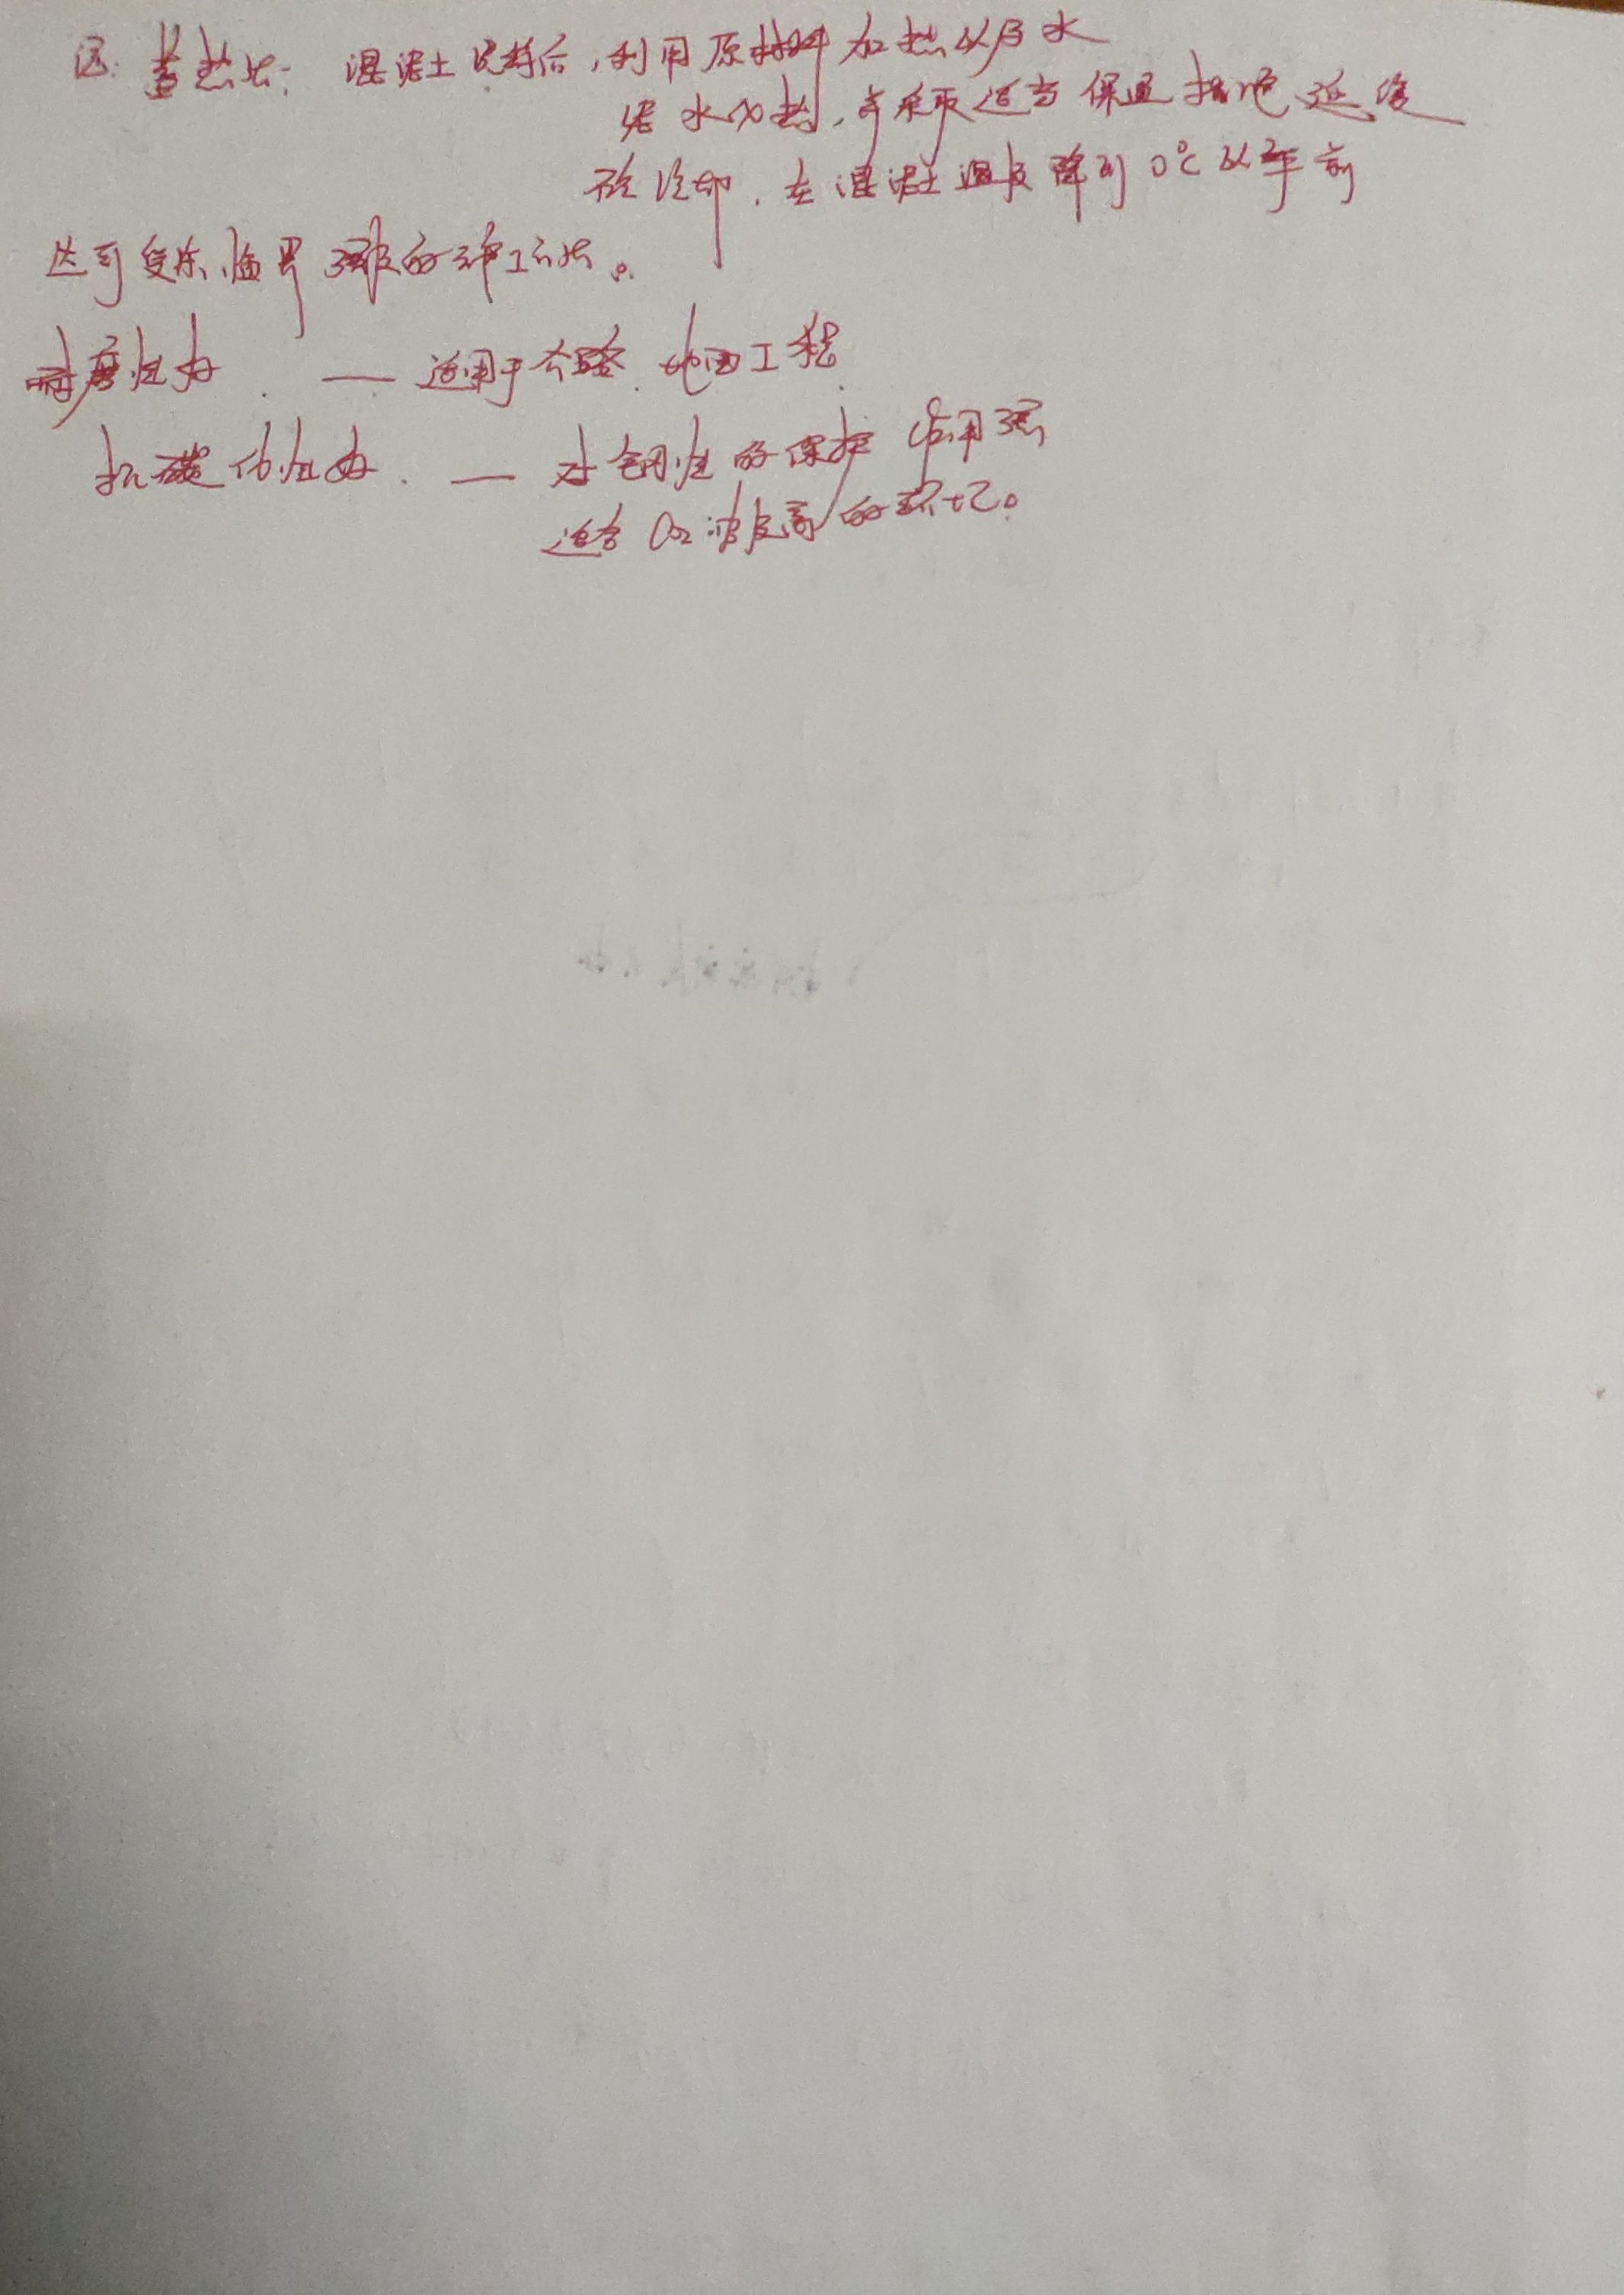 注: 蓄热法: 混凝土浇筑后,利用原材料加热以及水
泥水化热,并采取适当保温措施延缓
砼冷却,在混凝土温度降到0℃以前
达到受冻临界强度的施工方法。
耐磨性好 — 适用于公路、地面工程
抗碳化性好 — 对钢性的保护作用强
适合CO2浓度高的环境。